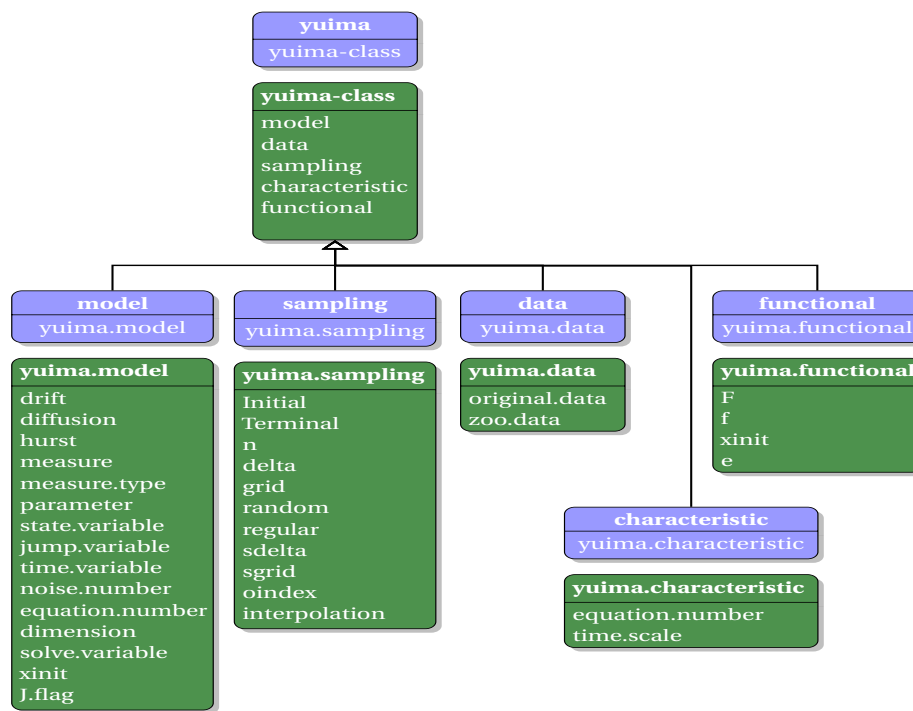 yuima
yuima-class
yuima-class
model
data
sampling
characteristic
functional
model
yuima.model
yuima.model
drift
diffusion
hurst
measure
measure.type
parameter
state.variable
jump.variable
time.variable
noise.number
equation.number
dimension
solve.variable
xinit
J.flag
sampling
yuima.sampling
yuima.sampling
Initial
Terminal
n
delta
grid
random
regular
sdelta
sgrid
oindex
interpolation
data
yuima.data
yuima.data
original.data
zoo.data
functional
yuima.functional
yuima.functional
F
f
xinit
e
characteristic
yuima.characteristic
yuima.characteristic
equation.number
time.scale